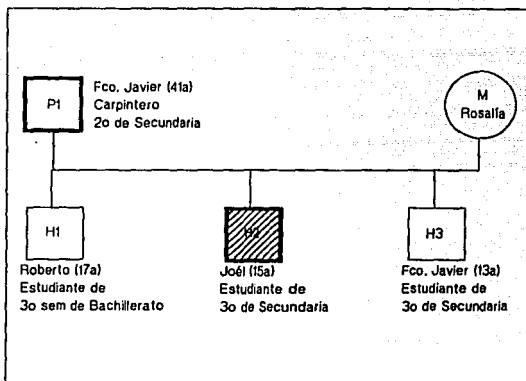 P1
Fco. Javier (41a)
Carpintero
2o de Secundaria
M
Rosalía
H1
Roberto (17a)
Estudiante de
3o sem de Bachillerato
H2
Joél (15a)
Estudiante de
3o de Secundaria
H3
Fco. Javier (13a)
Estudiante de
3o de Secundaria